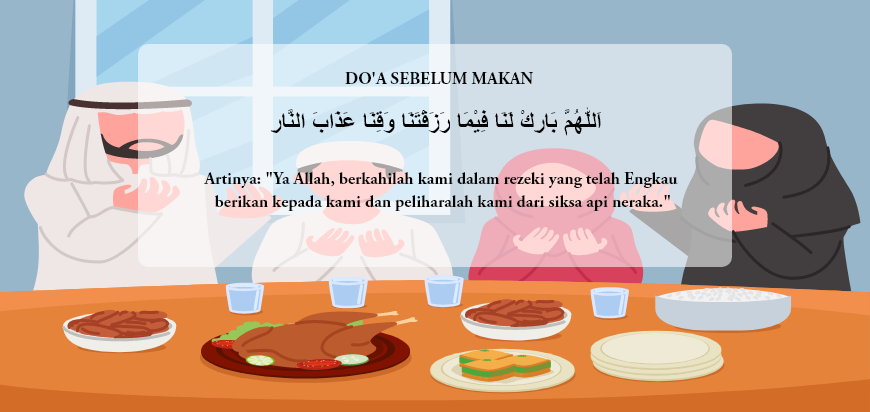 DO'A SEBELUM MAKAN
اَللّٰهُمَّ بَارِكْ لَنَا فِيْمَا رَزَقْتَنَا وَقِنَا عَذَابَ النَّارِ
Artinya: "Ya Allah, berkahilah kami dalam rezeki yang telah Engkau
berikan kepada kami dan peliharalah kami dari siksa api neraka."